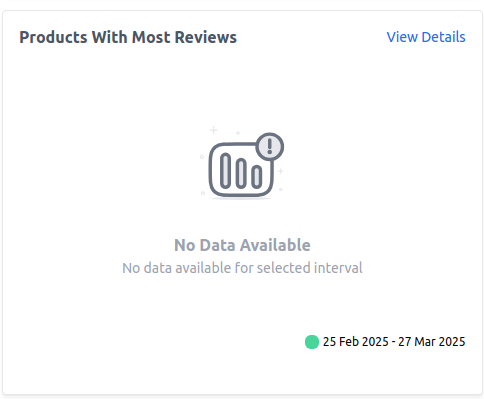 Products With Most Reviews
View Details
No Data Available
No data available for selected interval
25 Feb 2025 - 27 Mar 2025